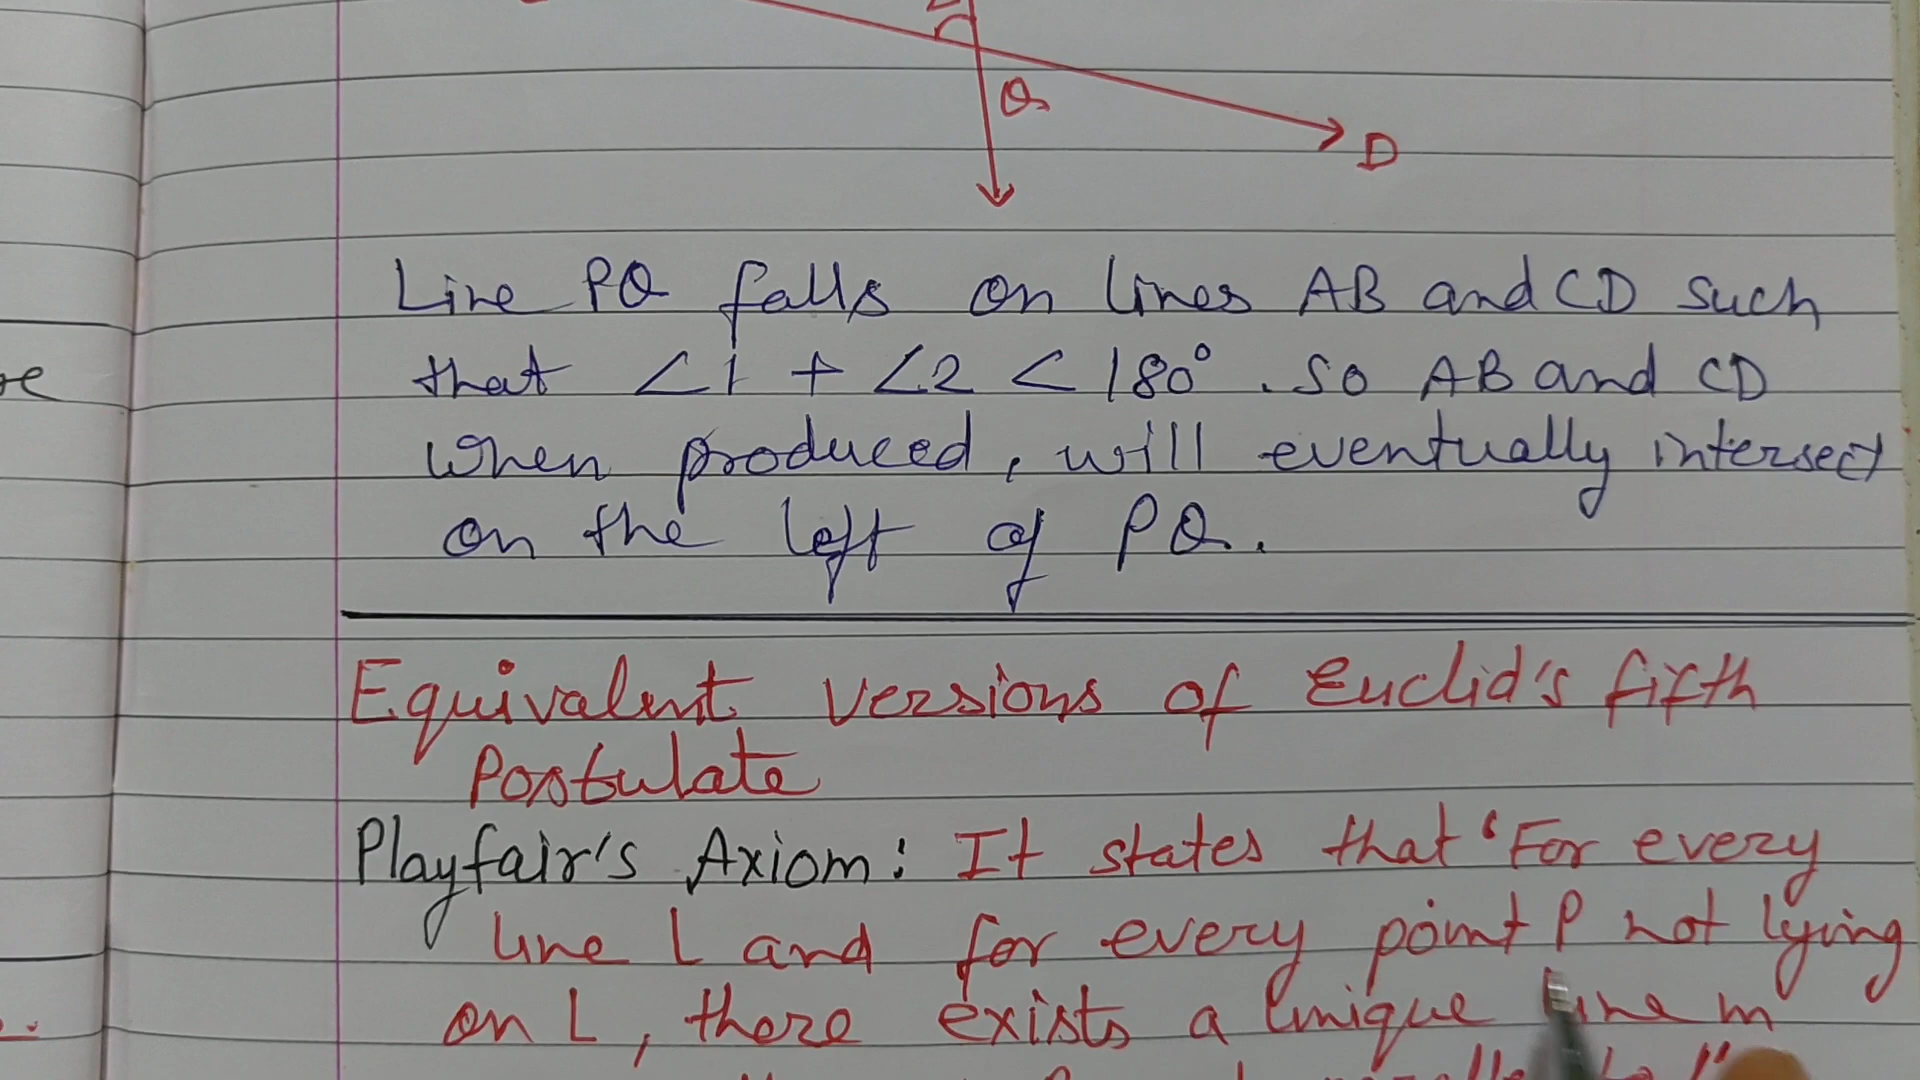 Q
D
Line PQ falls on lines AB and CD such
re
that ∠1 + ∠2 < 180°. So AB and CD
when produced, will eventually intersect
on the left of PQ.
Equivalent versions of Euclid's fifth
Postulate
Playfair's Axiom: It states that 'For every
line L and for every point P not lying
on L, there exists a unique line m